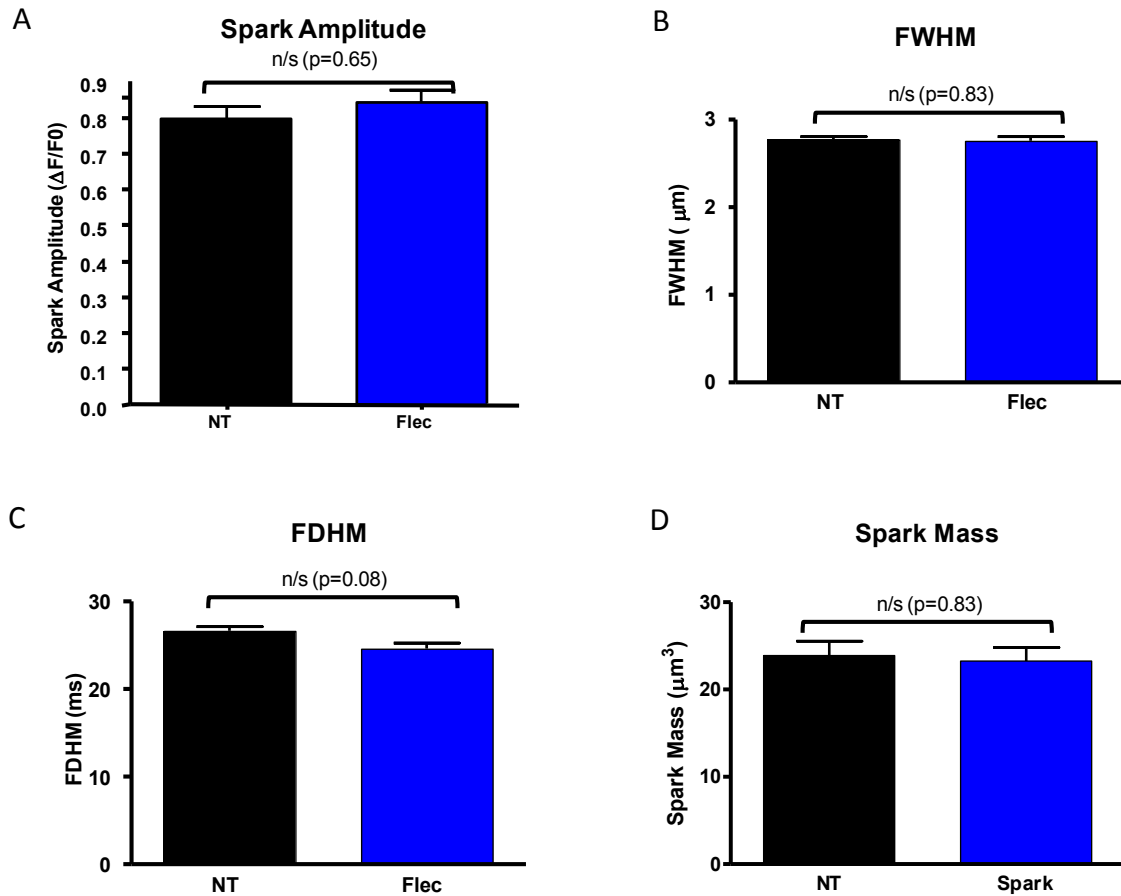 A
Spark Amplitude
n/s (p=0.65)
Spark Amplitude (ΔF/F0)
0.9
0.8
0.7
0.6
0.5
0.4
0.3
0.2
0.1
0.0
NT
Flec
B
FWHM
n/s (p=0.83)
FWHM ( μm)
3
2
1
0
NT
Flec
C
FDHM
n/s (p=0.08)
FDHM (ms)
30
20
10
0
NT
Flec
D
Spark Mass
n/s (p=0.83)
Spark Mass (μm³)
30
20
10
0
NT
Spark